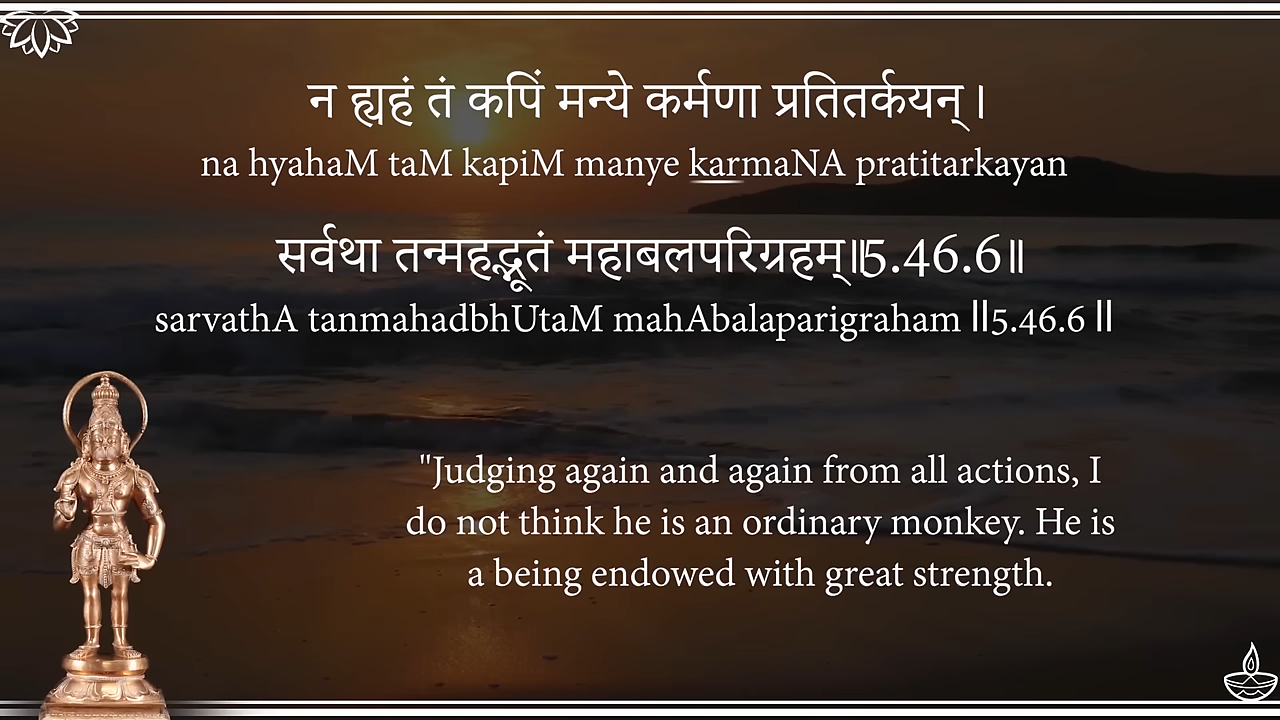 न ह्यहं तं कपिं मन्ये कर्मणा प्रतितर्कयन्।
na hyahaM taM kapiM manye karmaNA pratitarkayan
सर्वथा तन्महद्भूतं महाबलपरिग्रहम्॥5.46.6॥
sarvathA tanmahadbhUtaM mahAbalaparigraham ॥5.46.6॥
"Judging again and again from all actions, I
do not think he is an ordinary monkey. He is
a being endowed with great strength.